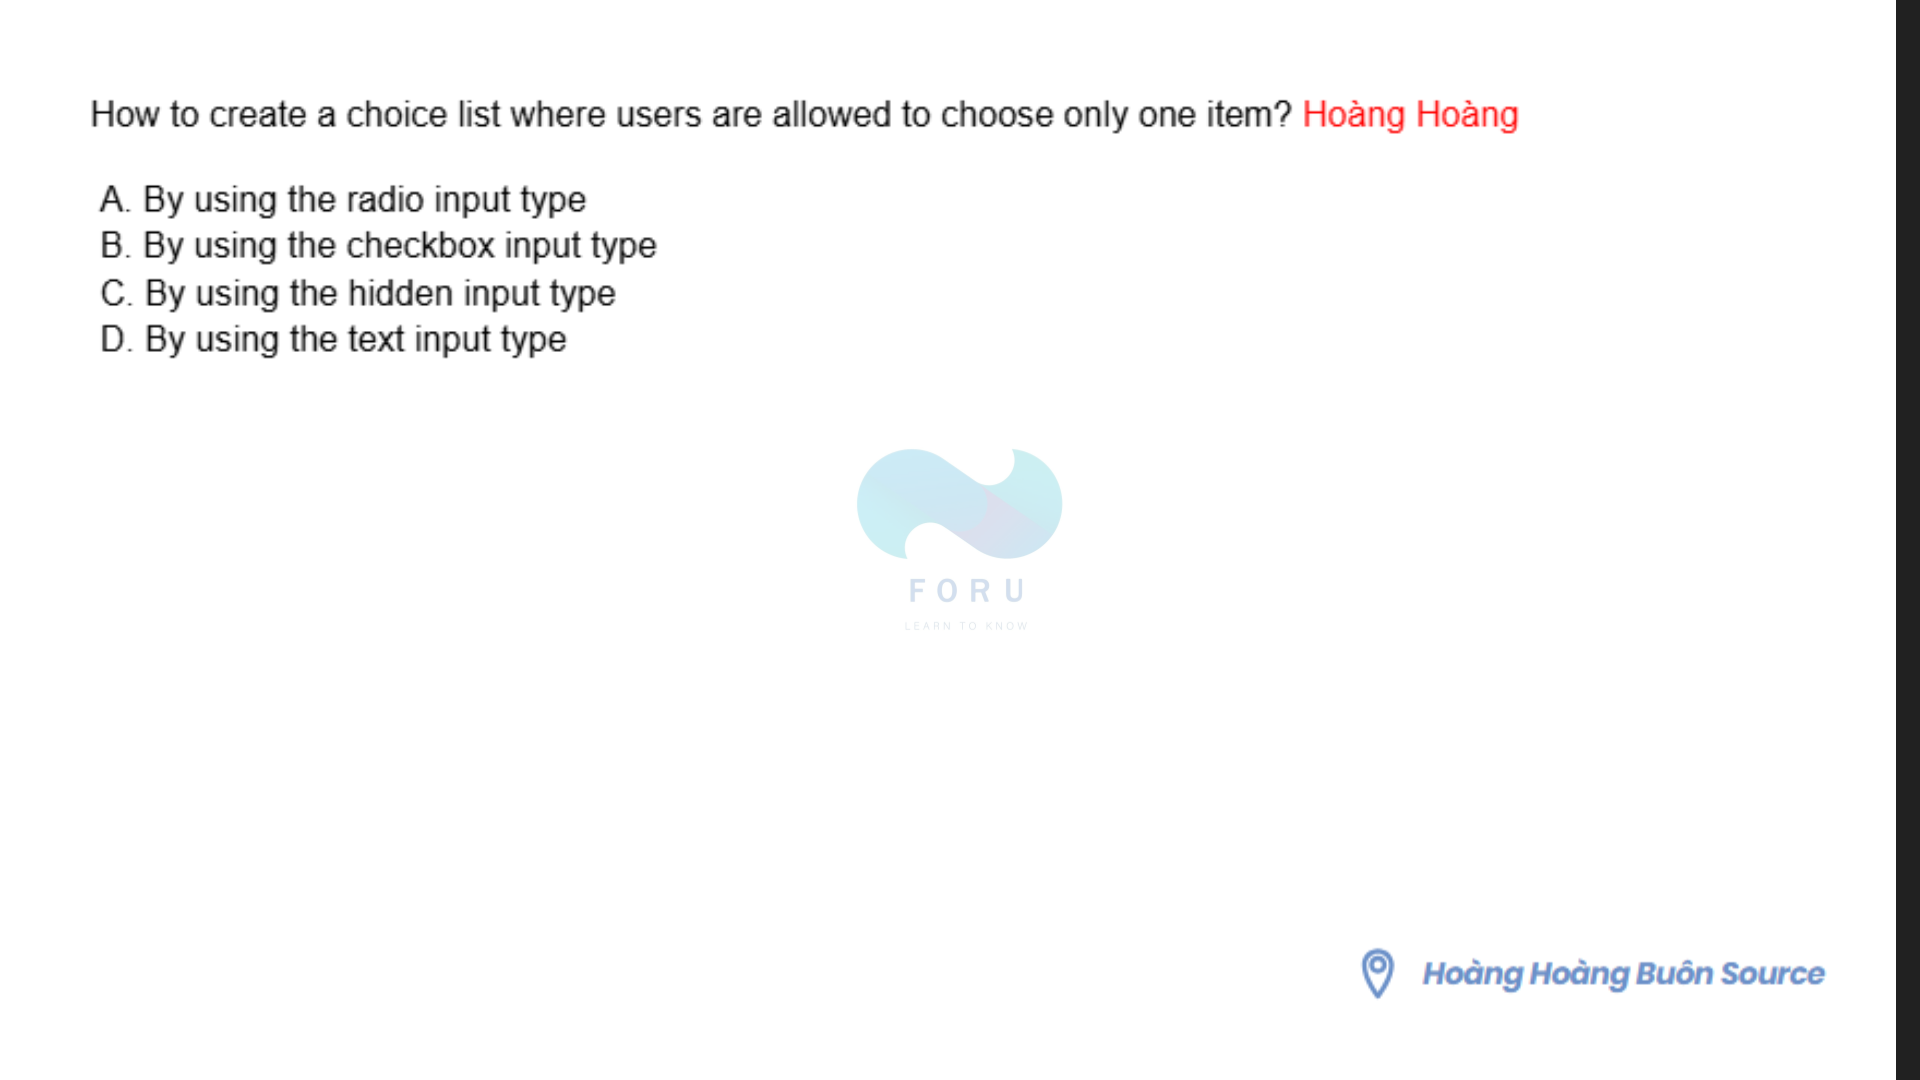 How to create a choice list where users are allowed to choose only one item? Hoàng Hoàng
A. By using the radio input type
B. By using the checkbox input type
C. By using the hidden input type
D. By using the text input type
FORU
LEARN TO KNOW
Hoàng Hoàng Buôn Source